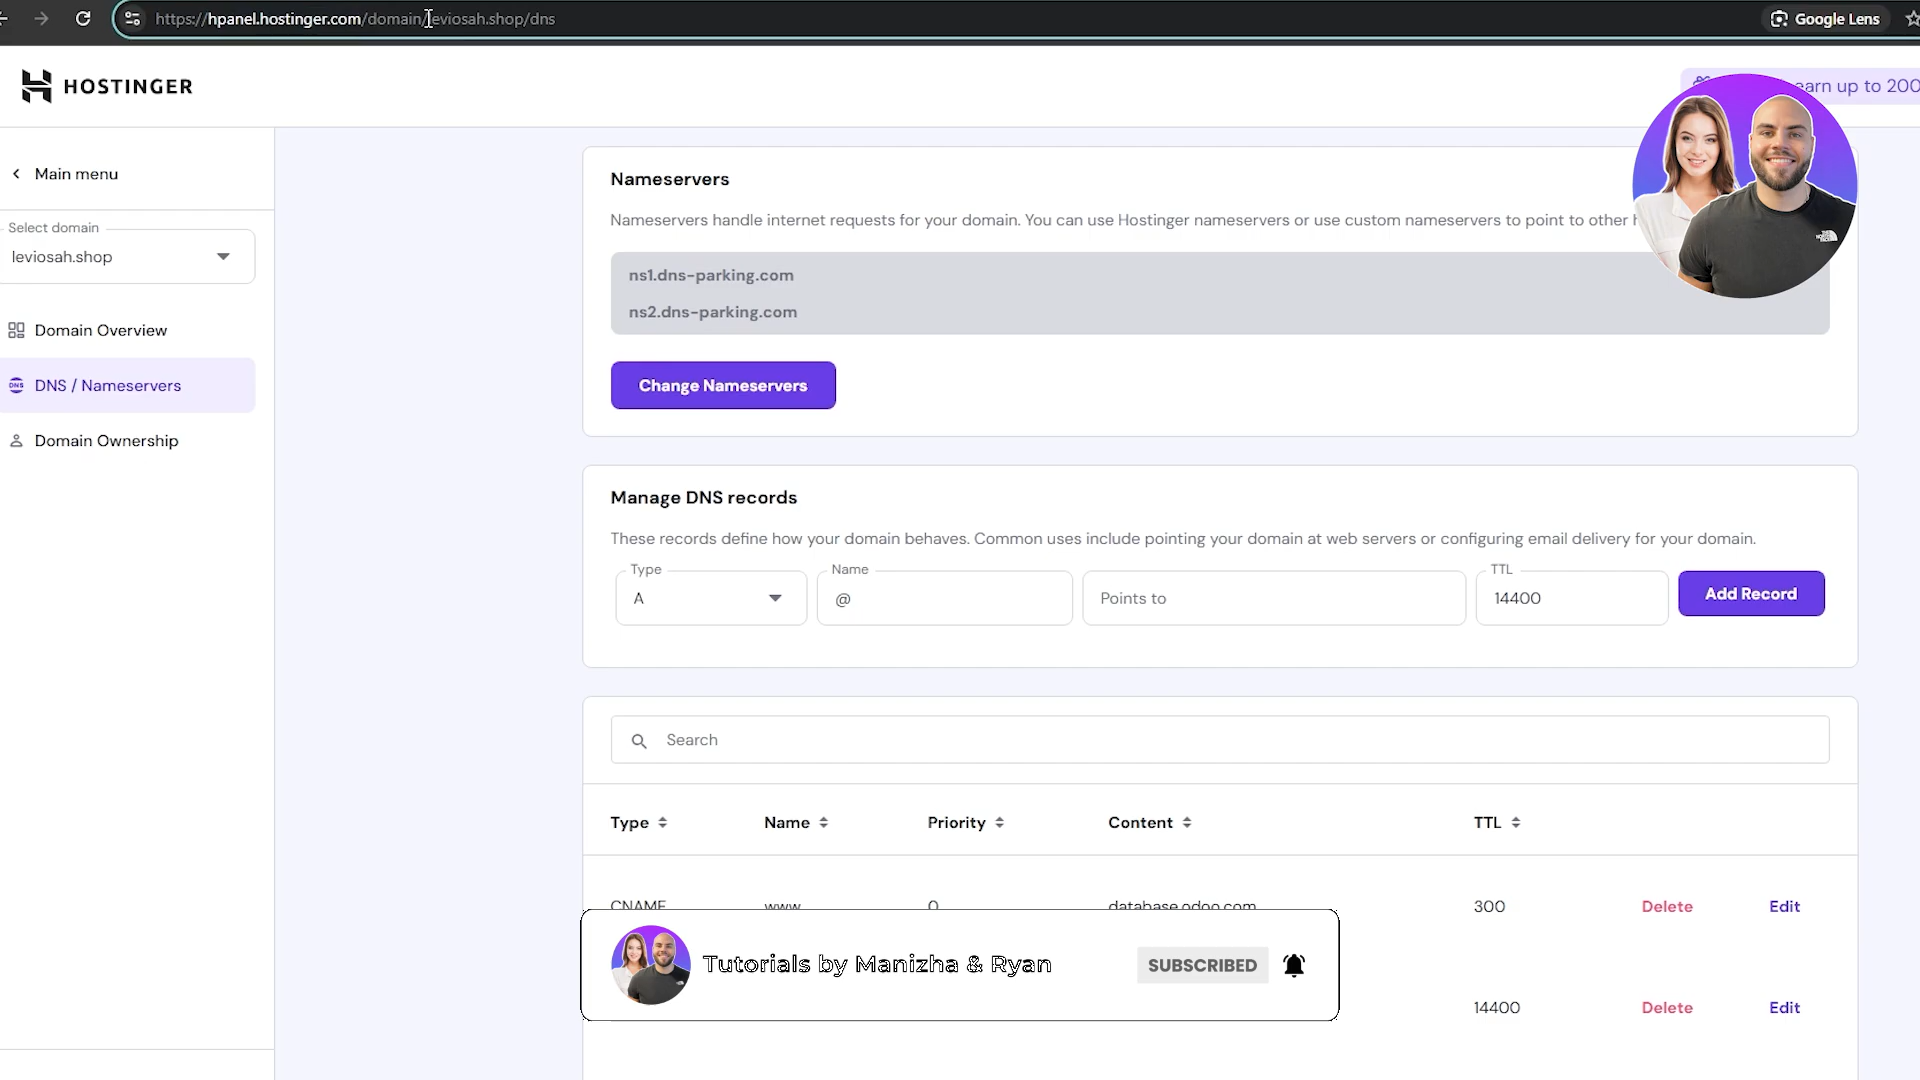 https://hpanel.hostinger.com/domain/leviosah.shop/dns
Google Lens
HOSTINGER
earn up to 200
Main menu
Select domain
leviosah.shop
Domain Overview
DNS DNS / Nameservers
Domain Ownership
Nameservers
Nameservers handle internet requests for your domain. You can use Hostinger nameservers or use custom nameservers to point to other
ns1.dns-parking.com
ns2.dns-parking.com
Change Nameservers
Manage DNS records
These records define how your domain behaves. Common uses include pointing your domain at web servers or configuring email delivery for your domain.
Type
A
Name
@
Points to
TTL
14400
Add Record
Search
Type Name Priority Content TTL
CNAME www 0 database.odoo.com 300 Delete Edit
Tutorials by Manizha & Ryan
SUBSCRIBED
14400 Delete Edit